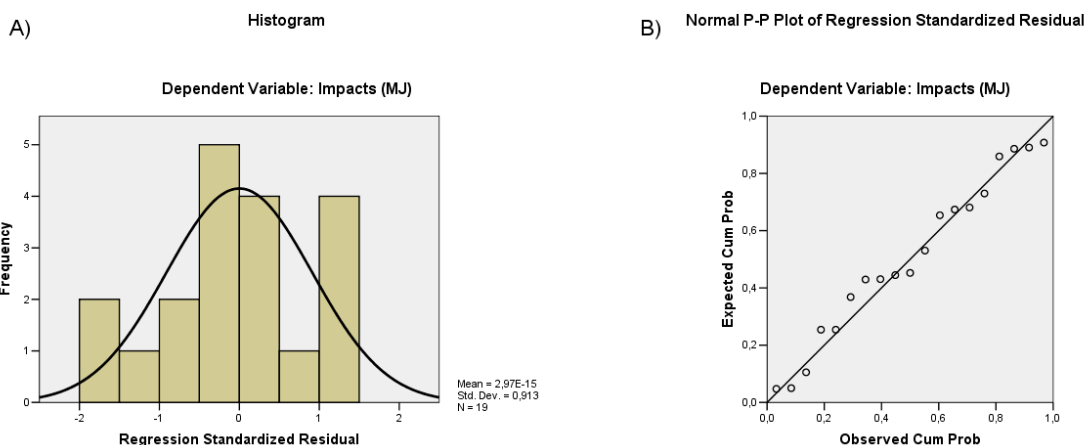 A)
Histogram
Dependent Variable: Impacts (MJ)
Frequency
5
4
3
2
1
0
-2
-1
0
1
2
Regression Standardized Residual
Mean = 2,97E-15
Std. Dev. = 0,913
N = 19
B)
Normal P-P Plot of Regression Standardized Residual
Dependent Variable: Impacts (MJ)
Expected Cum Prob
1,0
0,8
0,6
0,4
0,2
0,0
0,0
0,2
0,4
0,6
0,8
1,0
Observed Cum Prob